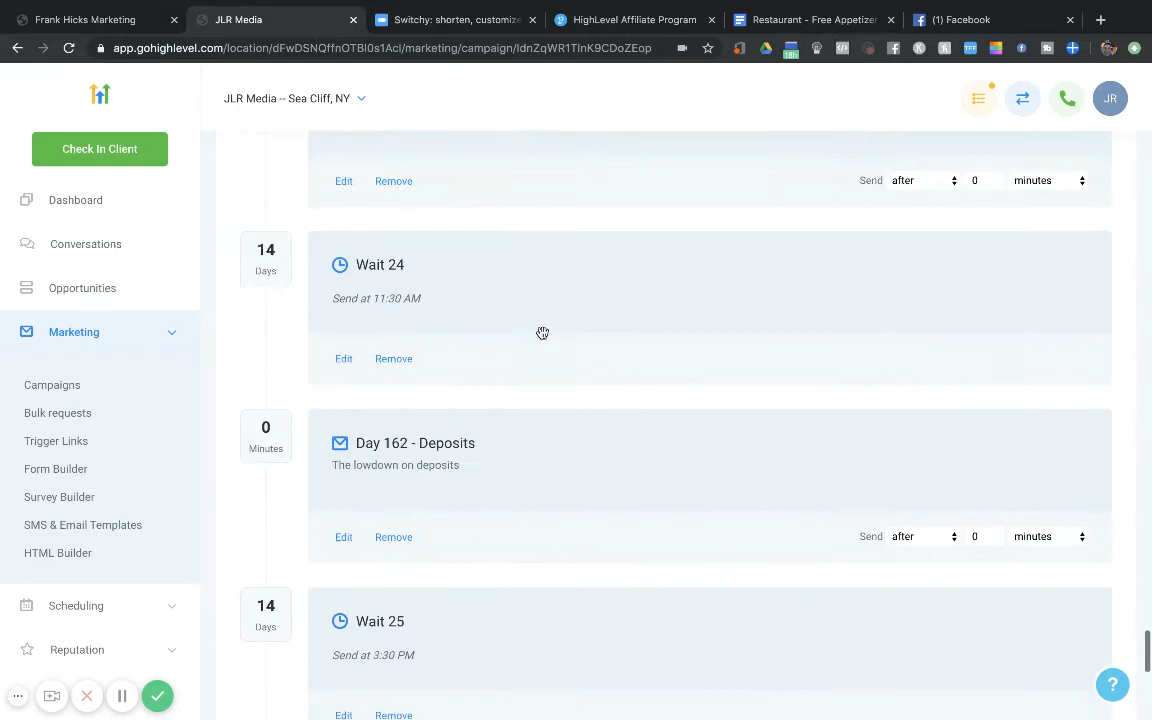 Frank Hicks Marketing
JLR Media
Switchy: shorten, customize
HighLevel Affiliate Program
Restaurant - Free Appetizer
(1) Facebook
app.gohighlevel.com/location/dFwDSNQffnOTBI0s1Acl/marketing/campaign/IdnZqWR1TlnK9CDoZEop
18h
TFF
JLR Media -- Sea Cliff, NY
JR
Check In Client
Dashboard
Conversations
Opportunities
Marketing
Campaigns
Bulk requests
Trigger Links
Form Builder
Survey Builder
SMS & Email Templates
HTML Builder
Scheduling
Reputation
Edit Remove Send after 0 minutes
14
Days
Wait 24
Send at 11:30 AM
Edit Remove
0
Minutes
Day 162 - Deposits
The lowdown on deposits
Edit Remove Send after 0 minutes
14
Days
Wait 25
Send at 3:30 PM
Edit Remove
?